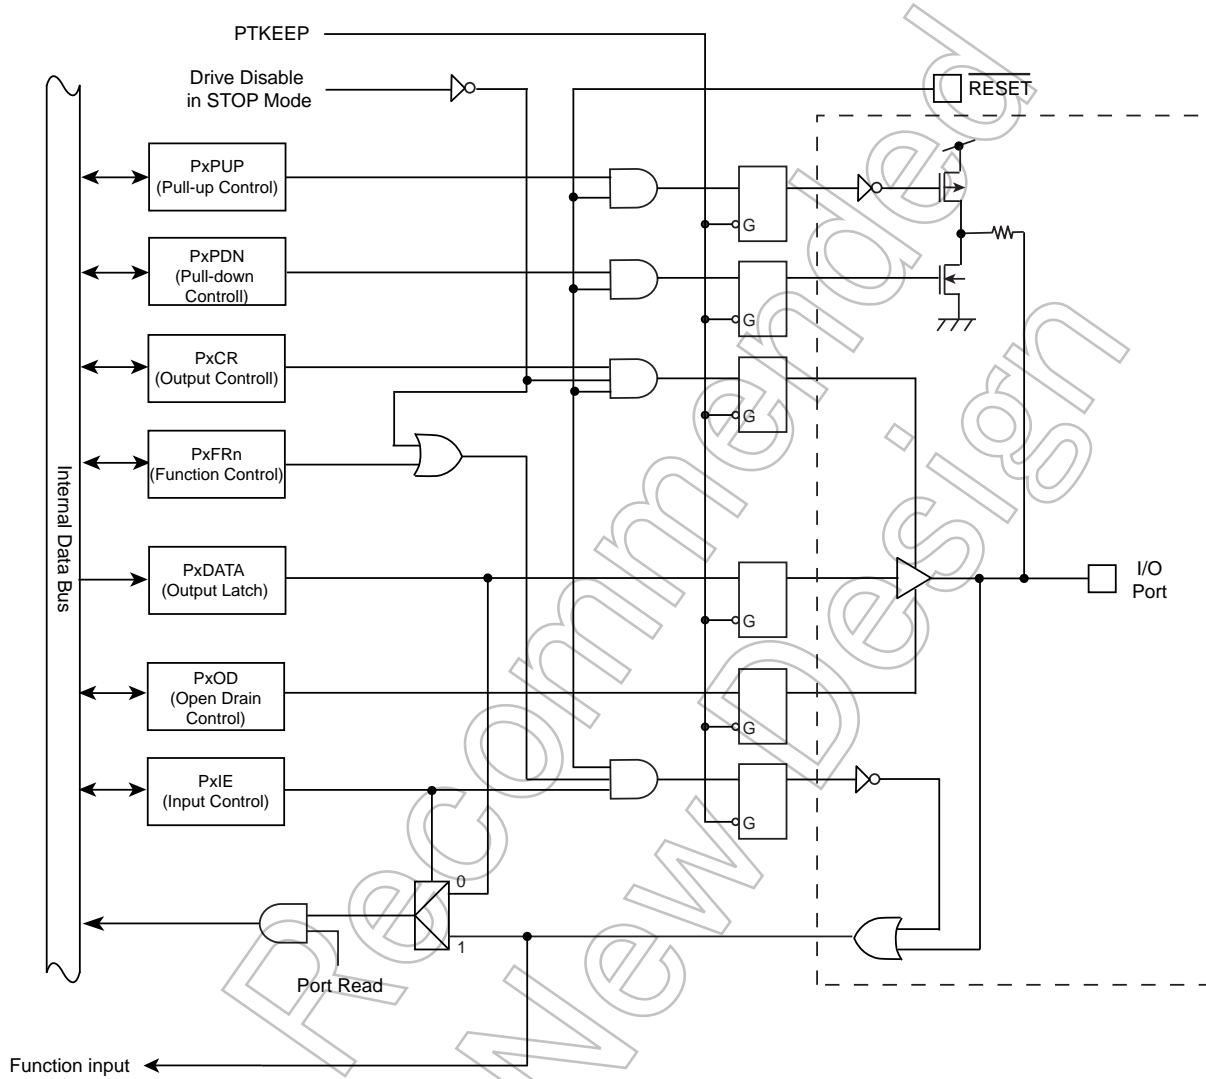 PTKEEP
Drive Disable
in STOP Mode
RESET
PxPUP
(Pull-up Control)
G
PxPDN
(Pull-down
Controll)
G
PxCR
(Output Controll)
G
PxFRn
(Function Control)
Internal Data Bus
PxDATA
(Output Latch)
G
I/O
Port
PxOD
(Open Drain
Control)
G
PxIE
(Input Control)
G
0
1
Port Read
Function input
Recommended
New Design